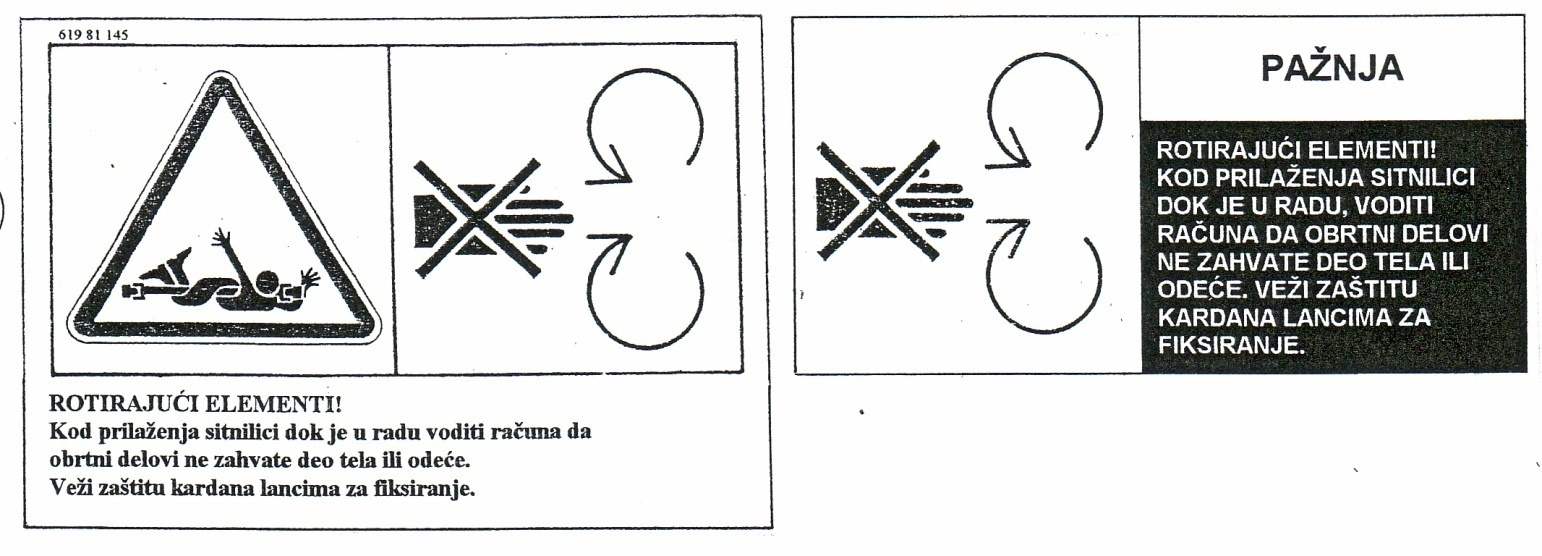 619 81 145
ROTIRAJUĆI ELEMENTI!
Kod prilaženja sitnilici dok je u radu voditi računa da
obrtni delovi ne zahvate deo tela ili odeće.
Veži zaštitu kardana lancima za fiksiranje.
PAŽNJA
ROTIRAJUĆI ELEMENTI!
KOD PRILAŽENJA SITNILICI
DOK JE U RADU, VODITI
RAČUNA DA OBRTNI DELOVI
NE ZAHVATE DEO TELA ILI
ODEĆE. VEŽI ZAŠTITU
KARDANA LANCIMA ZA
FIKSIRANJE.